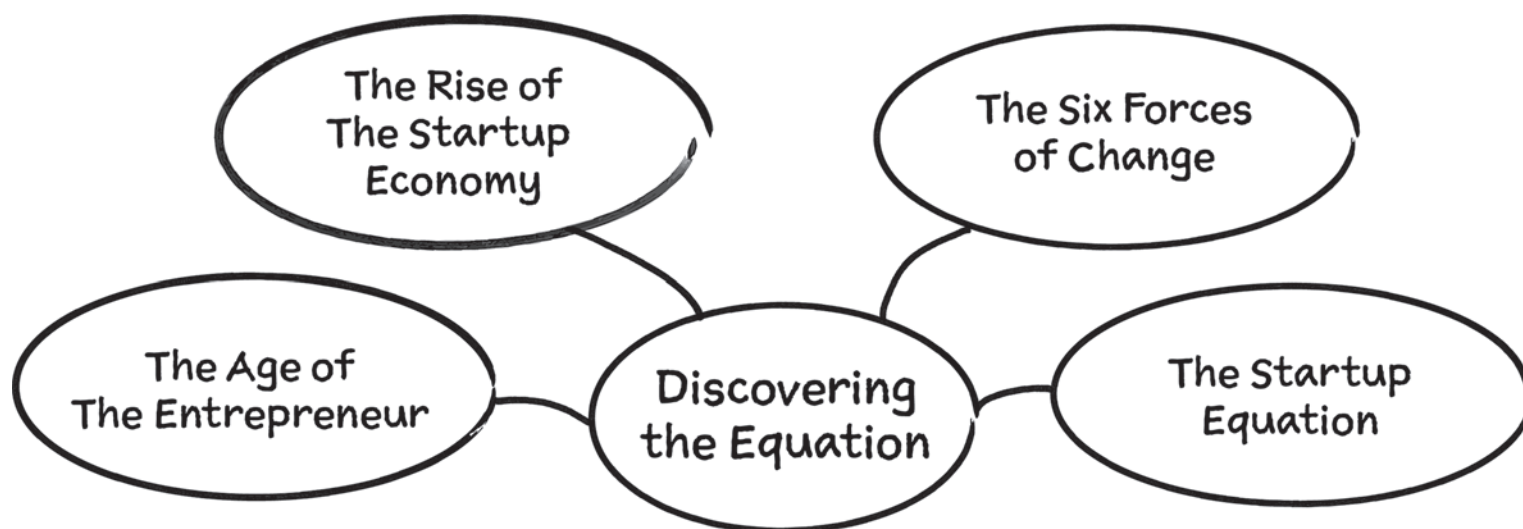 The Rise of
The Startup
Economy
The Six Forces
of Change
The Age of
The Entrepreneur
Discovering
the Equation
The Startup
Equation